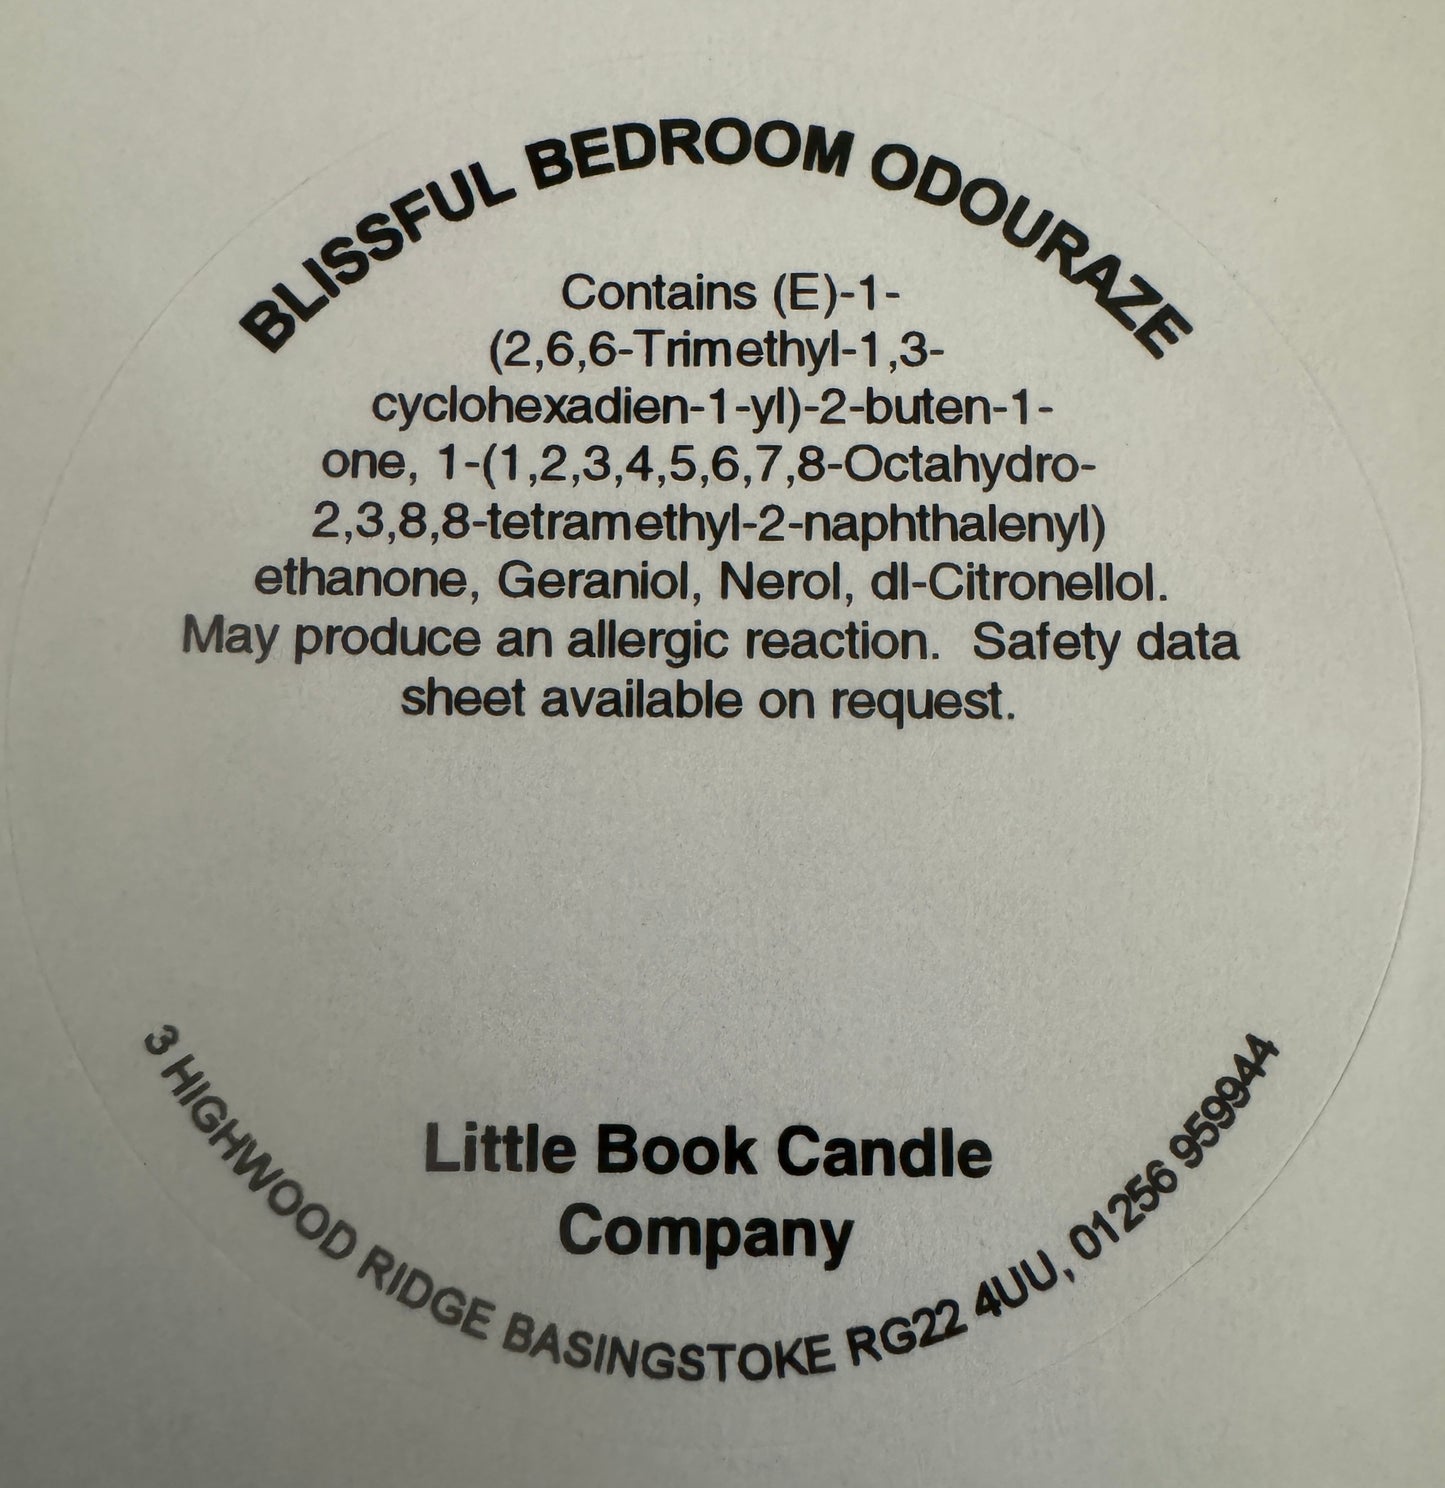 BLISSFUL BEDROOM ODOURAZE
Contains (E)-1-
(2,6,6-Trimethyl-1,3-
cyclohexadien-1-yl)-2-buten-1-
one, 1-(1,2,3,4,5,6,7,8-Octahydro-
2,3,8,8-tetramethyl-2-naphthalenyl)
ethanone, Geraniol, Nerol, dl-Citronellol.
May produce an allergic reaction.  Safety data
sheet available on request.
Little Book Candle
Company
3 HIGHWOOD RIDGE BASINGSTOKE RG22 4UU, 01256 959944